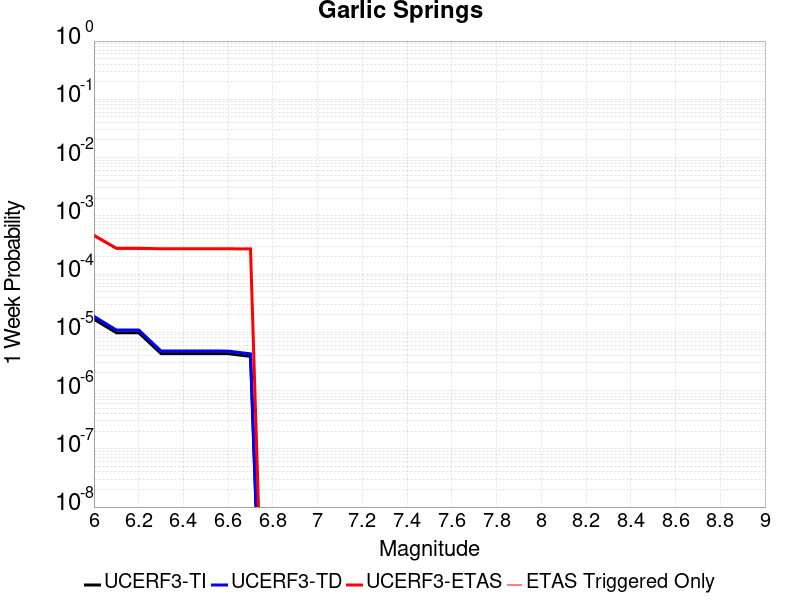 Garlic Springs
1 Week Probability
10^0
10^-1
10^-2
10^-3
10^-4
10^-5
10^-6
10^-7
10^-8
6 6.2 6.4 6.6 6.8 7 7.2 7.4 7.6 7.8 8 8.2 8.4 8.6 8.8 9
Magnitude
UCERF3-TI UCERF3-TD UCERF3-ETAS ETAS Triggered Only